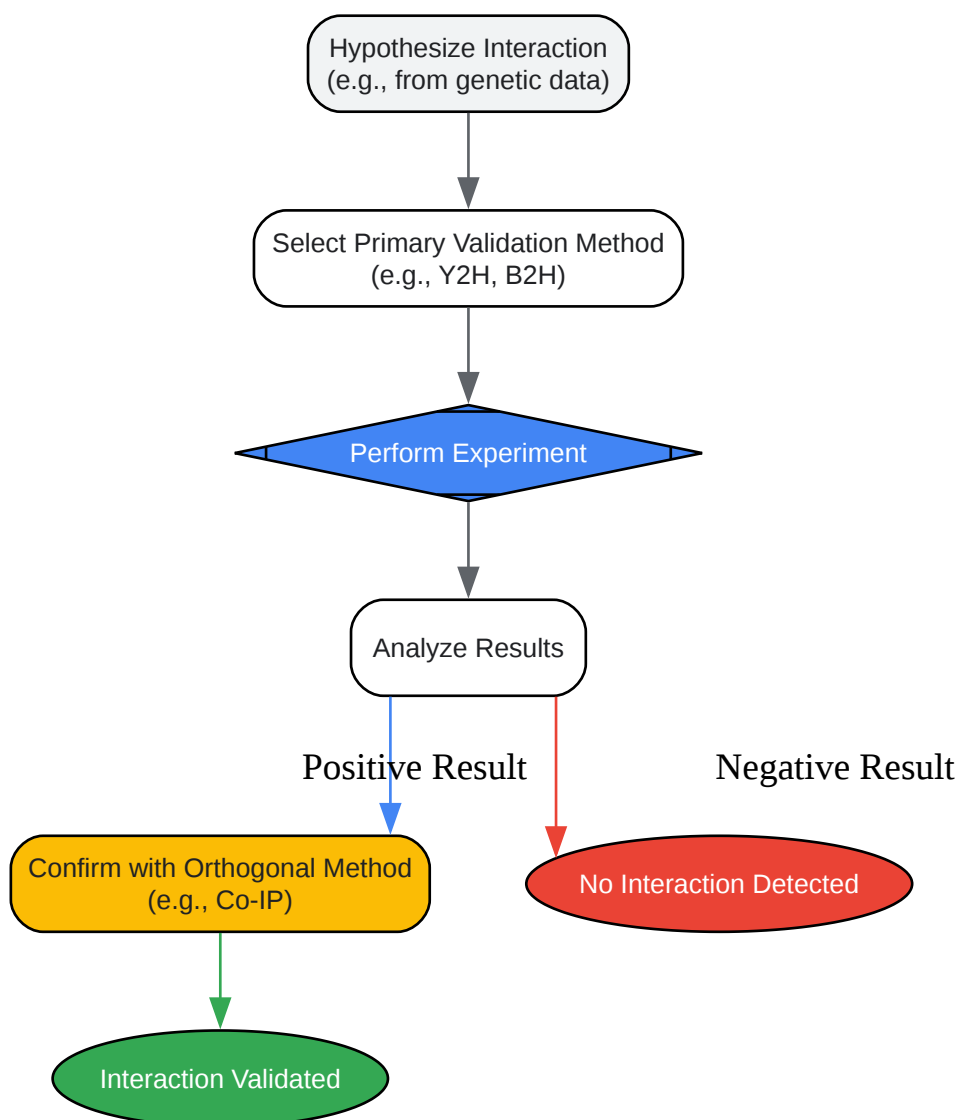 Hypothesize Interaction
(e.g., from genetic data)
Select Primary Validation Method
(e.g., Y2H, B2H)
Perform Experiment
Analyze Results
Positive Result
Negative Result
Confirm with Orthogonal Method
(e.g., Co-IP)
No Interaction Detected
Interaction Validated